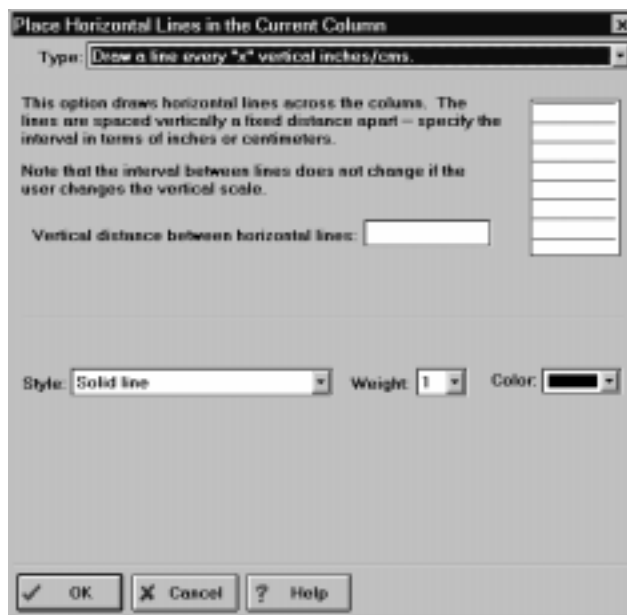 Place Horizontal Lines in the Current Column
Type: Draw a line every "x" vertical inches/cms.
This option draws horizontal lines across the column. The
lines are spaced vertically a fixed distance apart – specify the
interval in terms of inches or centimeters.
Note that the interval between lines does not change if the
user changes the vertical scale.
Vertical distance between horizontal lines:
Style: Solid line Weight: 1 Color:
OK Cancel ? Help